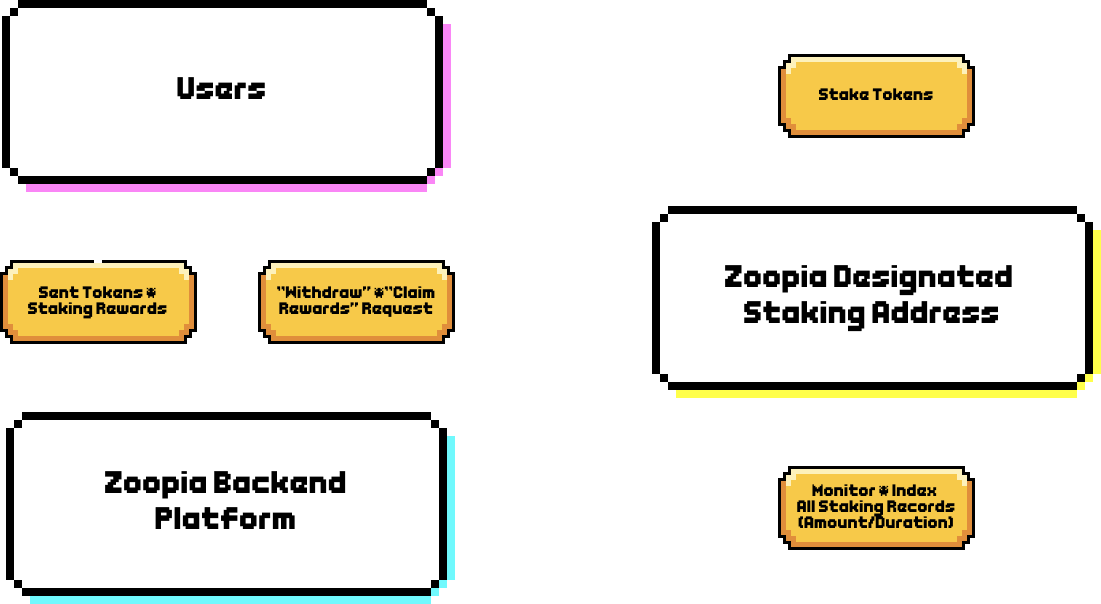 Users
Stake Tokens
Zoopia Designated
Staking Address
Sent Tokens &
Staking Rewards
"Withdraw" & "Claim
Rewards" Request
Zoopia Backend
Platform
Monitor & Index
All Staking Records
(Amount/Duration)